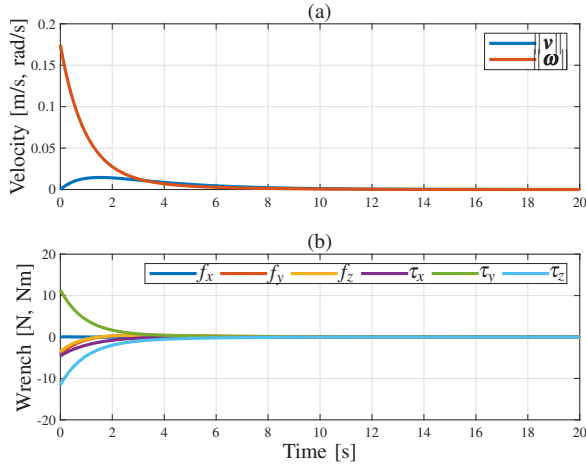 (a)
Velocity [m/s, rad/s]
0.2
0.15
0.1
0.05
0
||v||
||ω||
0 2 4 6 8 10 12 14 16 18 20
(b)
Wrench [N, Nm]
20
10
0
-10
-20
f_x f_y f_z τ_x τ_y τ_z
0 2 4 6 8 10 12 14 16 18 20
Time [s]